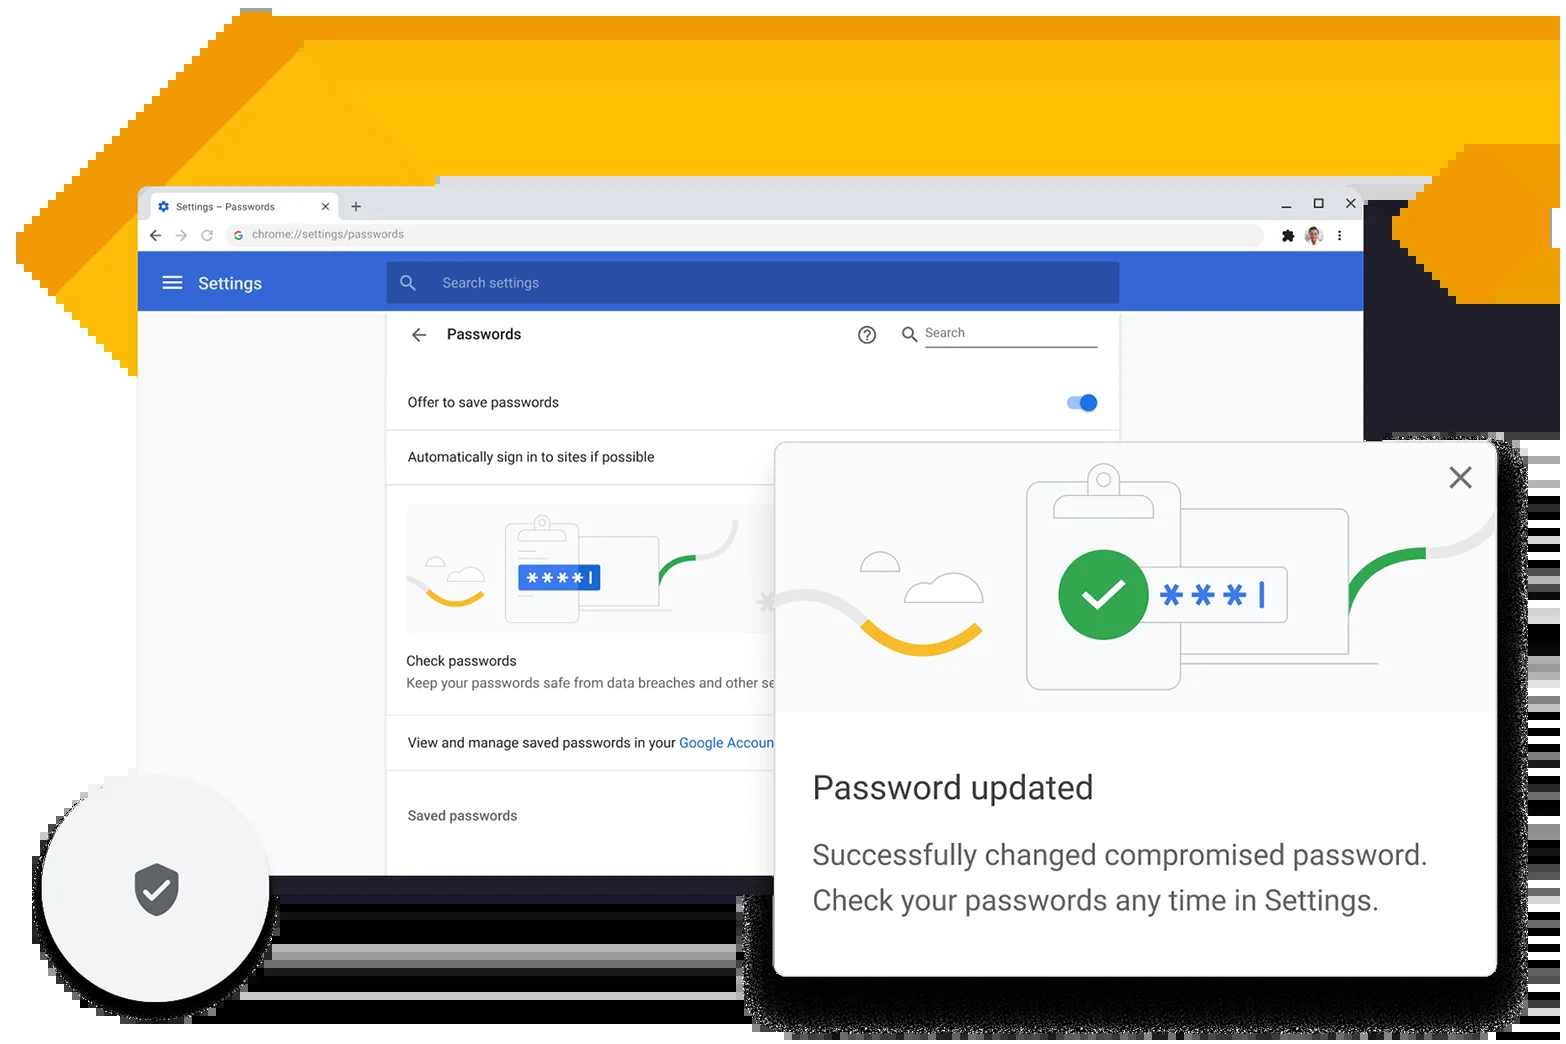 Settings – Passwords
chrome://settings/passwords
Settings
Search settings
Passwords
Search
Offer to save passwords
Automatically sign in to sites if possible
****|
Check passwords
Keep your passwords safe from data breaches and other se
View and manage saved passwords in your Google Accoun
Saved passwords
***|
Password updated
Successfully changed compromised password.
Check your passwords any time in Settings.